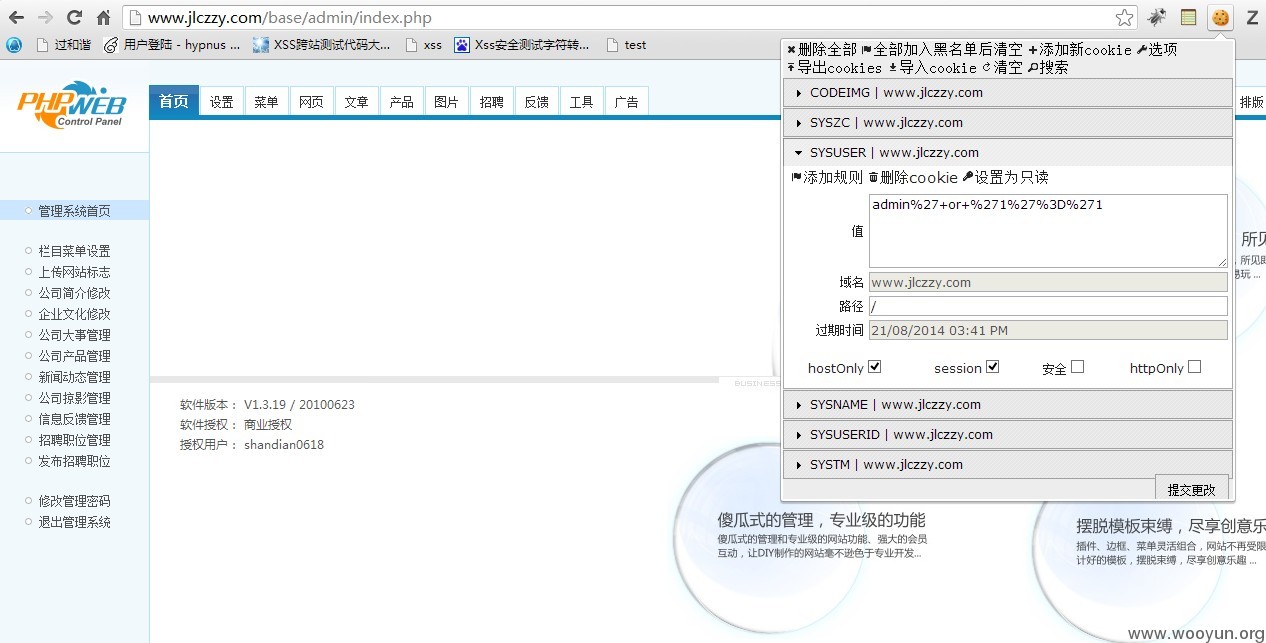 www.jlczzy.com/base/admin/index.php
过和谐 用户登陆 - hypnus ... XSS跨站测试代码大... xss Xss安全测试字符转... test
PHPWEB
Control Panel
首页 设置 菜单 网页 文章 产品 图片 招聘 反馈 工具 广告
排版
管理系统首页
栏目菜单设置
上传网站标志
公司简介修改
企业文化修改
公司大事管理
公司产品管理
新闻动态管理
公司掠影管理
信息反馈管理
招聘职位管理
发布招聘职位
修改管理密码
退出管理系统
删除全部 全部加入黑名单后清空 添加新cookie 选项
导出cookies 导入cookie 清空 搜索
CODEIMG | www.jlczzy.com
SYSZC | www.jlczzy.com
SYSUSER | www.jlczzy.com
添加规则 删除cookie 设置为只读
值 admin%27+or+%271%27%3D%271
域名 www.jlczzy.com
路径 /
过期时间 21/08/2014 03:41 PM
hostOnly session 安全 httpOnly
SYSNAME | www.jlczzy.com
SYSUSERID | www.jlczzy.com
SYSTM | www.jlczzy.com
提交更改
所见
，所见即
易玩 ...
BUSINESS
软件版本： V1.3.19 / 20100623
软件授权： 商业授权
授权用户： shandian0618
傻瓜式的管理，专业级的功能
傻瓜式的管理和专业级的网站功能、强大的会员
互动，让DIY制作的网站毫不逊色于专业开发...
摆脱模板束缚，尽享创意乐
插件、边框、菜单灵活组合，网站不再受限
计好的模板，摆脱束缚，尽享创意乐趣 ...
www.wooyun.org